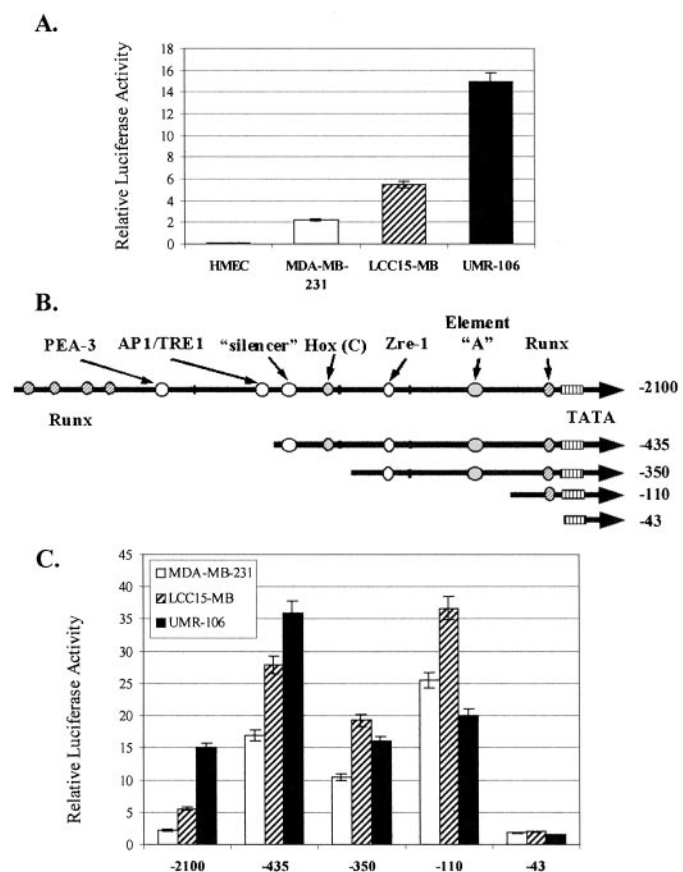 A.
Relative Luciferase Activity
18
16
14
12
10
8
6
4
2
0
HMEC
MDA-MB-
231
LCC15-MB
UMR-106
B.
PEA-3
AP1/TRE1
“silencer”
Hox (C)
Zre-1
Element
“A”
Runx
-2100
Runx
TATA
-435
-350
-110
-43
C.
Relative Luciferase Activity
45
40
35
30
25
20
15
10
5
0
MDA-MB-231
LCC15-MB
UMR-106
-2100
-435
-350
-110
-43